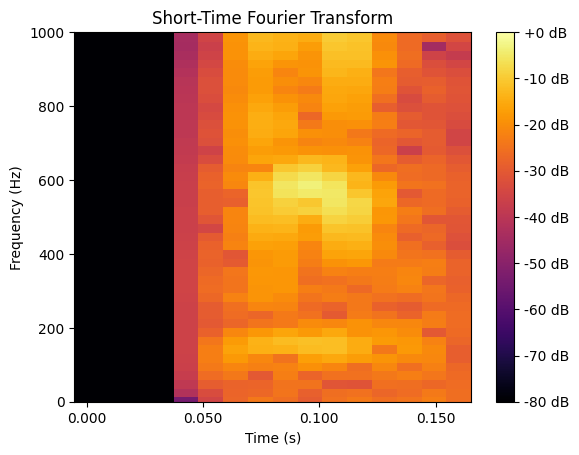 Short-Time Fourier Transform
Frequency (Hz)
1000
800
600
400
200
0
0.000
0.050
0.100
0.150
Time (s)
+0 dB
-10 dB
-20 dB
-30 dB
-40 dB
-50 dB
-60 dB
-70 dB
-80 dB